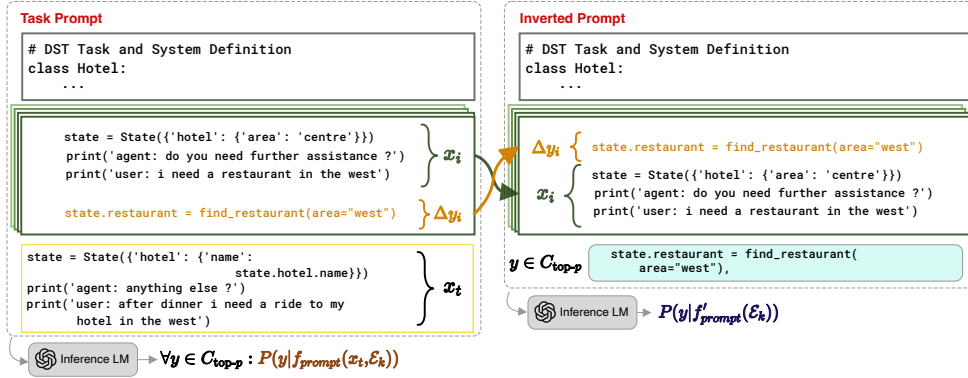 Task Prompt
# DST Task and System Definition
class Hotel:
...
state = State({'hotel': {'area': 'centre'}})
print('agent: do you need further assistance ?')
print('user: i need a restaurant in the west')
x_i
state.restaurant = find_restaurant(area="west")
Δy_i
state = State({'hotel': {'name':
state.hotel.name}})
print('agent: anything else ?')
print('user: after dinner i need a ride to my
hotel in the west')
x_t
Inference LM
∀y ∈ C_top-p : P(y|f_prompt(x_t,ℰ_k))
Inverted Prompt
# DST Task and System Definition
class Hotel:
...
Δy_i
state.restaurant = find_restaurant(area="west")
x_i
state = State({'hotel': {'area': 'centre'}})
print('agent: do you need further assistance ?')
print('user: i need a restaurant in the west')
y ∈ C_top-p
state.restaurant = find_restaurant(
area="west"),
Inference LM
P(y|f'_prompt(ℰ_k))